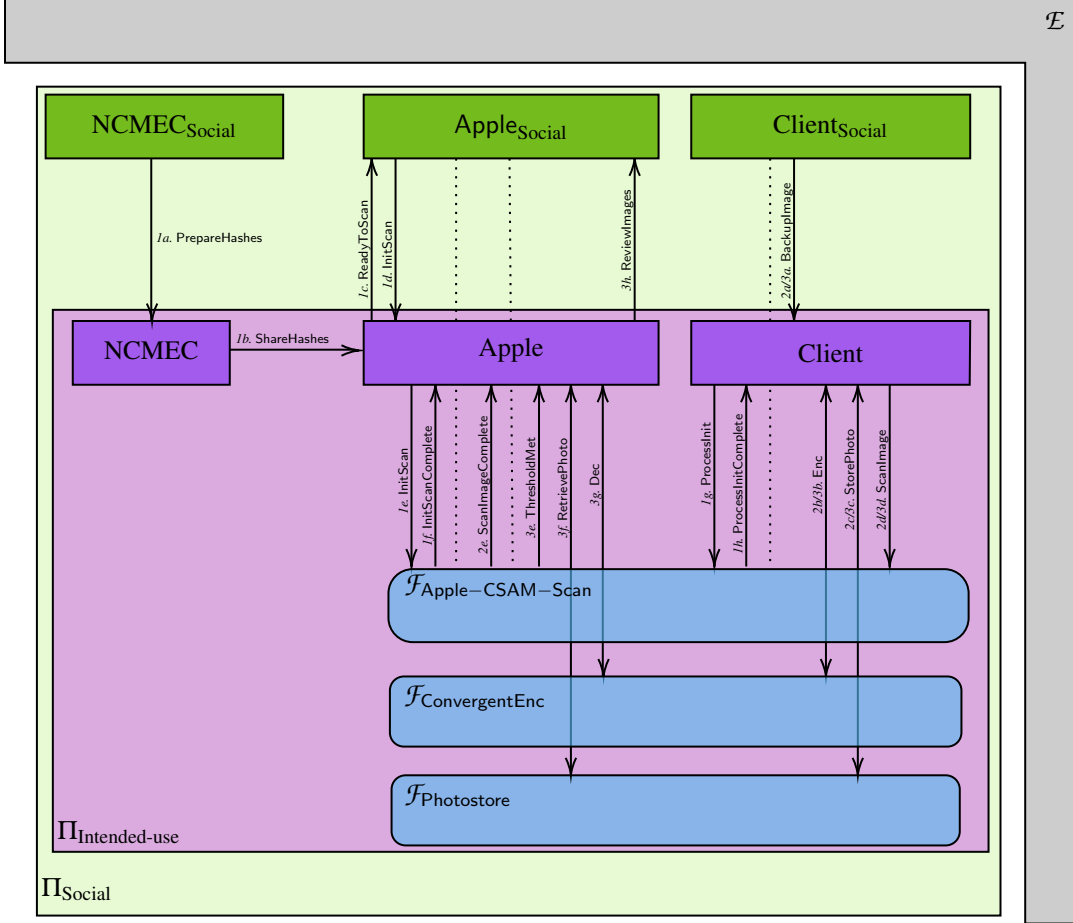 ℰ
NCMEC_Social
Apple_Social
Client_Social
1a. PrepareHashes
1c. ReadyToScan
1d. InitScan
3h. ReviewImages
2a/3a. BackupImage
NCMEC
1b. ShareHashes
Apple
Client
1e. InitScan
1f. InitScanComplete
2e. ScanImageComplete
3e. ThresholdMet
3f. RetrievePhoto
3g. Dec
1g. ProcessInit
1h. ProcessInitComplete
2b/3b. Enc
2c/3c. StorePhoto
2d/3d. ScanImage
ℱ_Apple−CSAM−Scan
ℱ_ConvergentEnc
ℱ_Photostore
Π_Intended-use
Π_Social